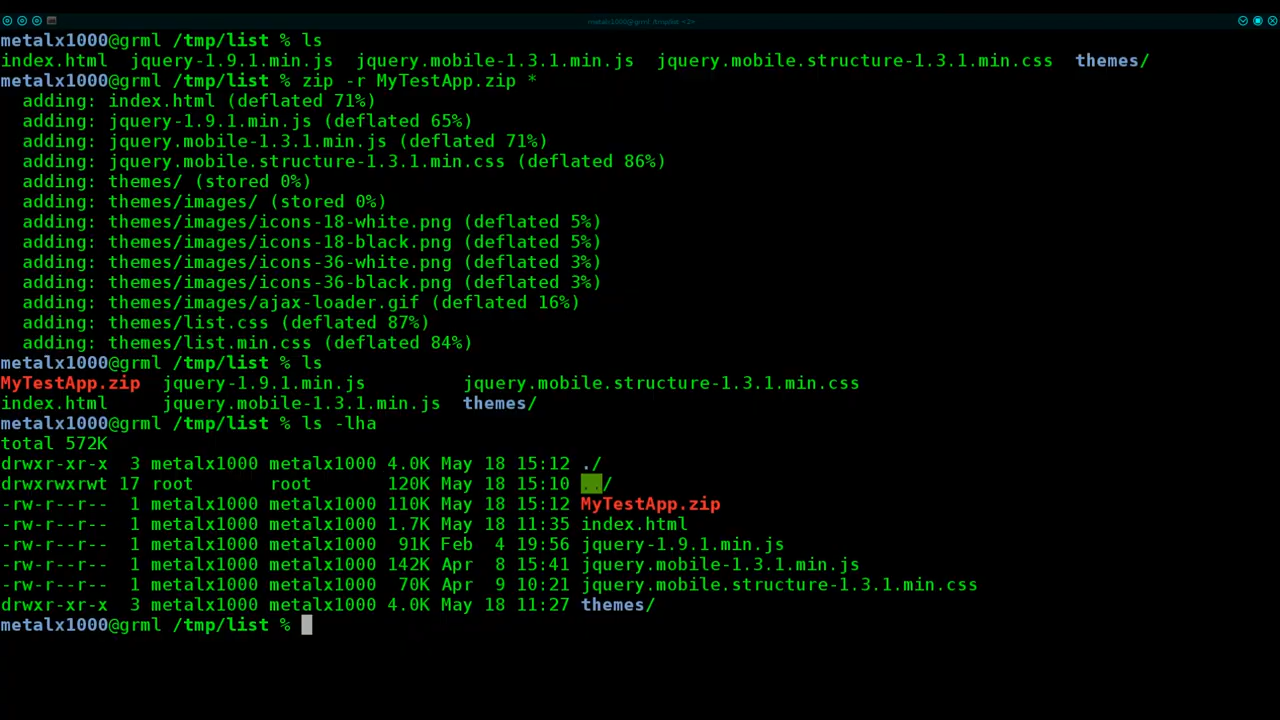 metalx1000@grml: /tmp/list <2>
metalx1000@grml /tmp/list % ls
index.html  jquery-1.9.1.min.js  jquery.mobile-1.3.1.min.js  jquery.mobile.structure-1.3.1.min.css  themes/
metalx1000@grml /tmp/list % zip -r MyTestApp.zip *
  adding: index.html (deflated 71%)
  adding: jquery-1.9.1.min.js (deflated 65%)
  adding: jquery.mobile-1.3.1.min.js (deflated 71%)
  adding: jquery.mobile.structure-1.3.1.min.css (deflated 86%)
  adding: themes/ (stored 0%)
  adding: themes/images/ (stored 0%)
  adding: themes/images/icons-18-white.png (deflated 5%)
  adding: themes/images/icons-18-black.png (deflated 5%)
  adding: themes/images/icons-36-white.png (deflated 3%)
  adding: themes/images/icons-36-black.png (deflated 3%)
  adding: themes/images/ajax-loader.gif (deflated 16%)
  adding: themes/list.css (deflated 87%)
  adding: themes/list.min.css (deflated 84%)
metalx1000@grml /tmp/list % ls
MyTestApp.zip  jquery-1.9.1.min.js         jquery.mobile.structure-1.3.1.min.css
index.html     jquery.mobile-1.3.1.min.js  themes/
metalx1000@grml /tmp/list % ls -lha
total 572K
drwxr-xr-x  3 metalx1000 metalx1000 4.0K May 18 15:12 ./
drwxrwxrwt 17 root       root       120K May 18 15:10 ../
-rw-r--r--  1 metalx1000 metalx1000 110K May 18 15:12 MyTestApp.zip
-rw-r--r--  1 metalx1000 metalx1000 1.7K May 18 11:35 index.html
-rw-r--r--  1 metalx1000 metalx1000  91K Feb  4 19:56 jquery-1.9.1.min.js
-rw-r--r--  1 metalx1000 metalx1000 142K Apr  8 15:41 jquery.mobile-1.3.1.min.js
-rw-r--r--  1 metalx1000 metalx1000  70K Apr  9 10:21 jquery.mobile.structure-1.3.1.min.css
drwxr-xr-x  3 metalx1000 metalx1000 4.0K May 18 11:27 themes/
metalx1000@grml /tmp/list %